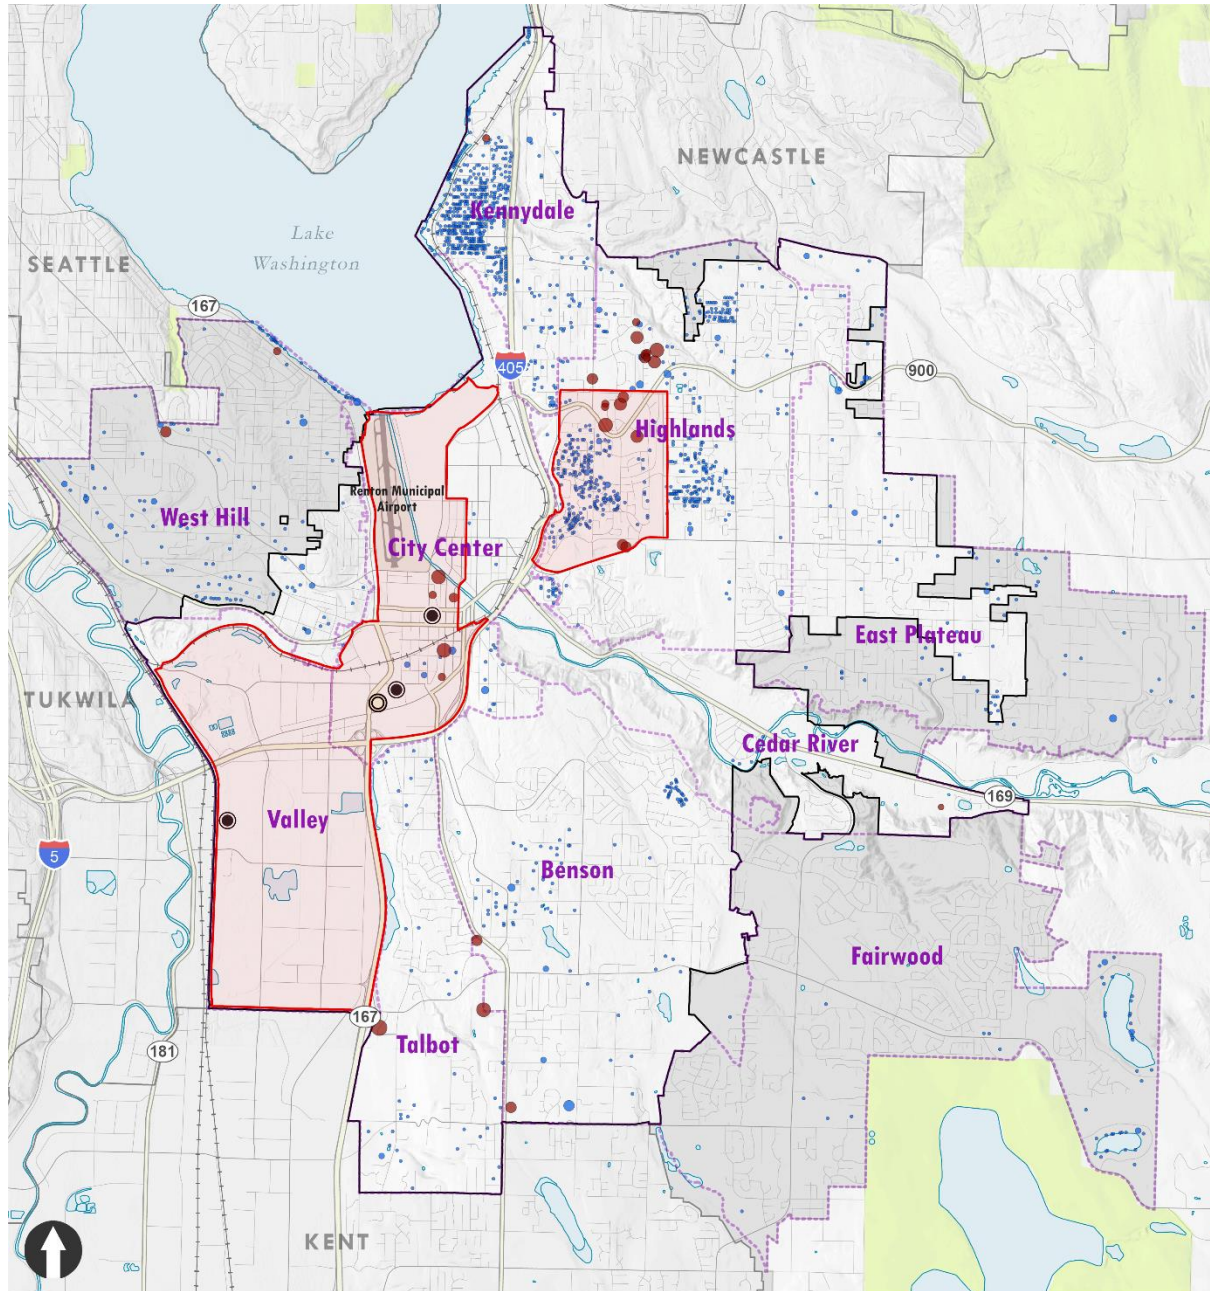 NEWCASTLE
Kennydale
Lake
Washington
SEATTLE
167
405
900
Highlands
Renton Municipal
Airport
West Hill
City Center
East Plateau
TUKWILA
Cedar River
169
Valley
5
Benson
Fairwood
167
Talbot
181
KENT